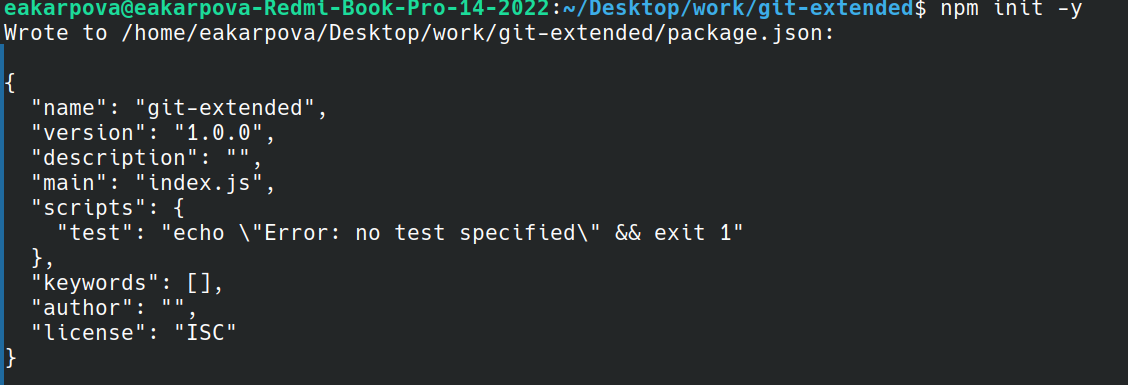 eakarpova@eakarpova-Redmi-Book-Pro-14-2022:~/Desktop/work/git-extended$ npm init -y
Wrote to /home/eakarpova/Desktop/work/git-extended/package.json:

{
  "name": "git-extended",
  "version": "1.0.0",
  "description": "",
  "main": "index.js",
  "scripts": {
    "test": "echo \"Error: no test specified\" && exit 1"
  },
  "keywords": [],
  "author": "",
  "license": "ISC"
}